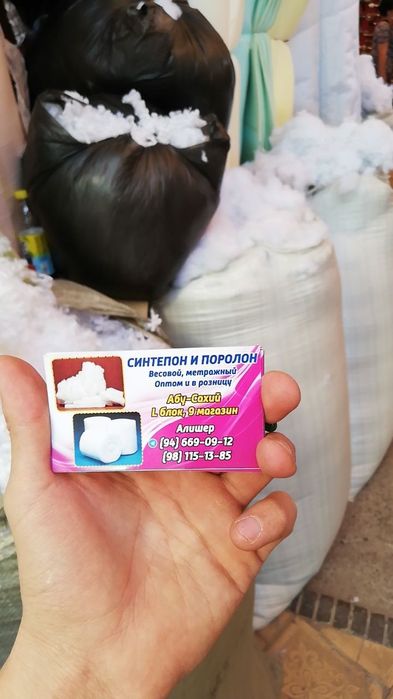 СИНТЕПОН И ПОРОЛОН
Весовой, метражный
Оптом и в розницу
Абу-Сахий
L блок, 9 магазин
Алишер
(94) 669-09-12
(98) 115-13-85